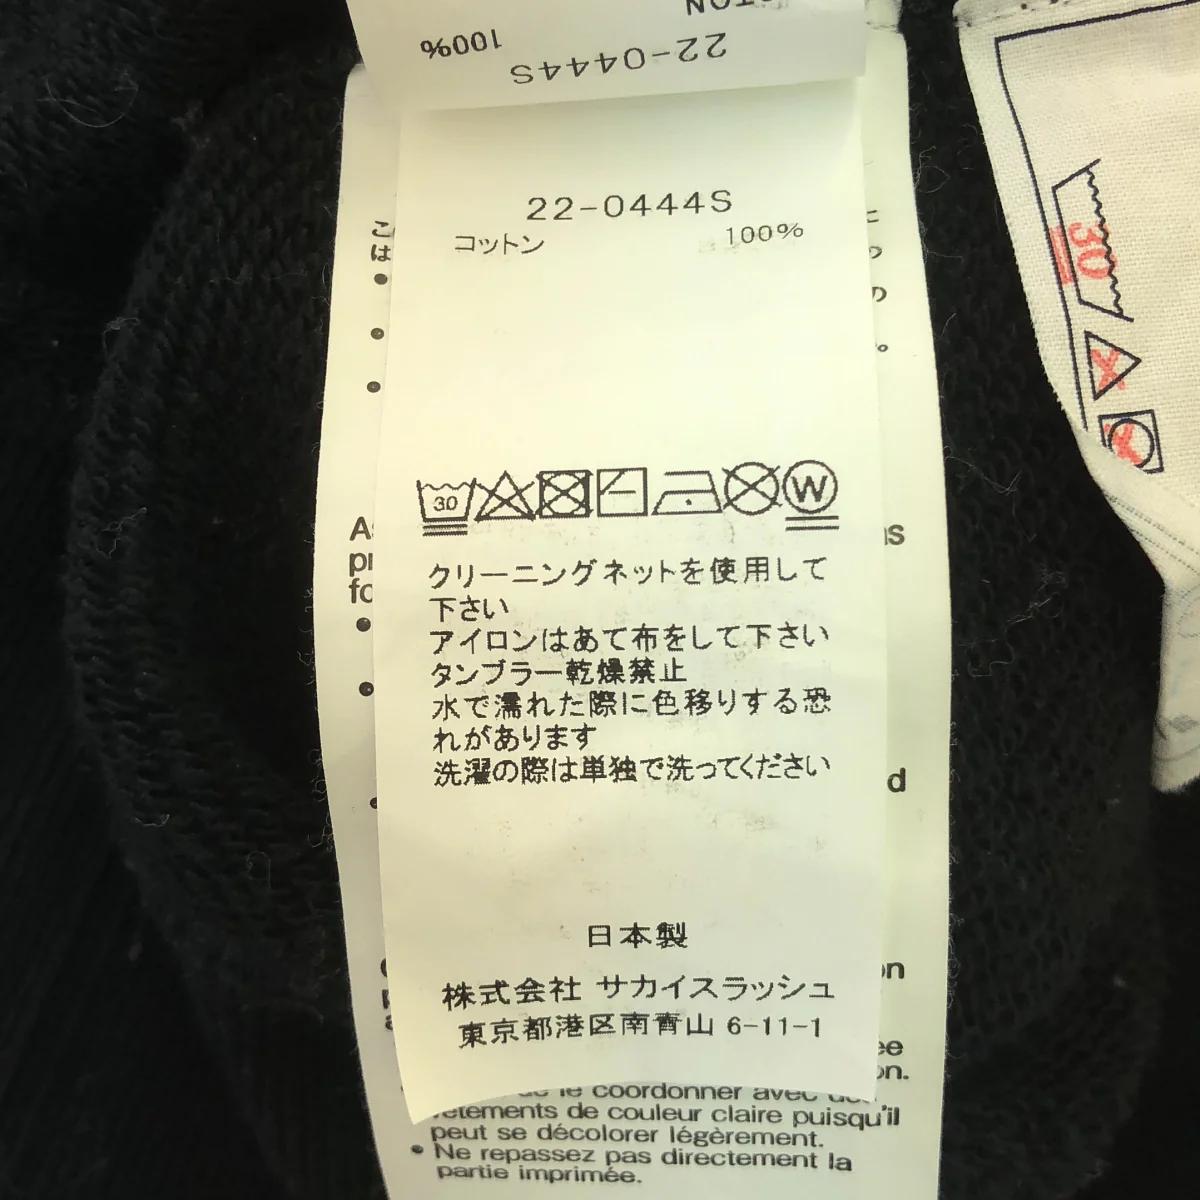 COTTON
100%
22-0444S
22-0444S
コットン 100%
30
W
クリーニングネットを使用して
下さい
アイロンはあて布をして下さい
タンブラー乾燥禁止
水で濡れた際に色移りする恐
れがあります
洗濯の際は単独で洗ってください
日本製
株式会社 サカイスラッシュ
東京都港区南青山 6-11-1
le coordonner avec
vêtements de couleur claire puisqu'il
peut se décolorer légèrement.
• Ne repassez pas directement la
partie imprimée.
30